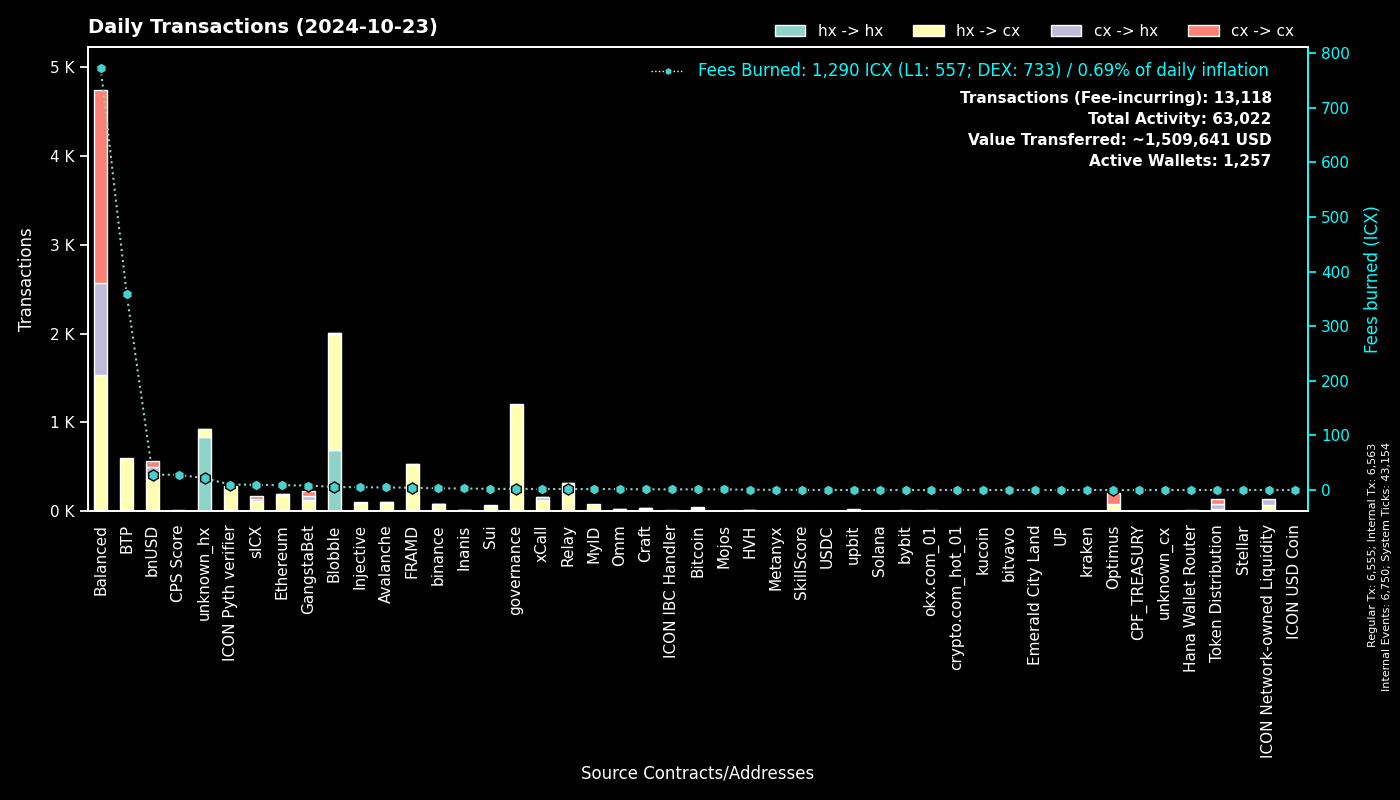 Daily Transactions (2024-10-23)
hx -> hx
hx -> cx
cx -> hx
cx -> cx
Fees Burned: 1,290 ICX (L1: 557; DEX: 733) / 0.69% of daily inflation
Transactions (Fee-incurring): 13,118
Total Activity: 63,022
Value Transferred: ~1,509,641 USD
Active Wallets: 1,257
Transactions
5 K
4 K
3 K
2 K
1 K
0 K
800
700
600
500
400
300
200
100
0
Fees burned (ICX)
Balanced
BTP
bnUSD
CPS Score
unknown_hx
ICON Pyth verifier
sICX
Ethereum
GangstaBet
Blobble
Injective
Avalanche
FRAMD
binance
Inanis
Sui
governance
xCall
Relay
MyID
Omm
Craft
ICON IBC Handler
Bitcoin
Mojos
HVH
Metanyx
SkillScore
USDC
upbit
Solana
bybit
okx.com_01
crypto.com_hot_01
kucoin
bitvavo
Emerald City Land
UP
kraken
Optimus
CPF_TREASURY
unknown_cx
Hana Wallet Router
Token Distribution
Stellar
ICON Network-owned Liquidity
ICON USD Coin
Source Contracts/Addresses
Regular Tx: 6,555; Internal Tx: 6,563
Internal Events: 6,750; System Ticks: 43,154